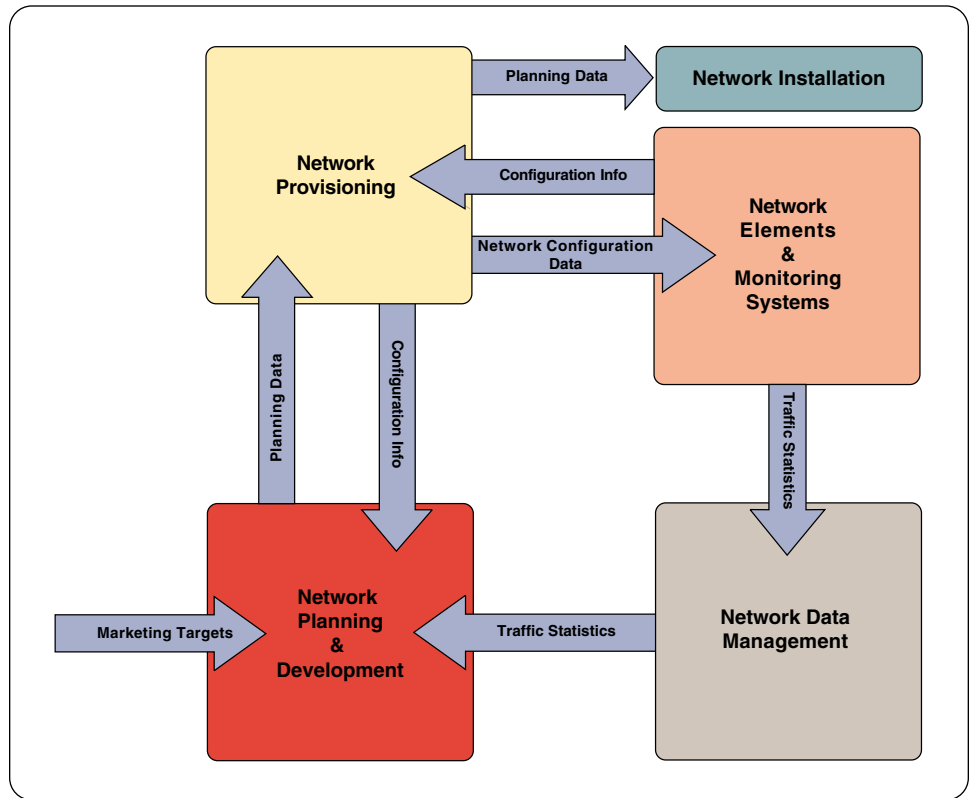 Planning Data
Network Installation
Network
Provisioning
Configuration Info
Network Configuration
Data
Network
Elements
&
Monitoring
Systems
Planning Data
Configuration Info
Traffic Statistics
Marketing Targets
Network
Planning
&
Development
Traffic Statistics
Network Data
Management